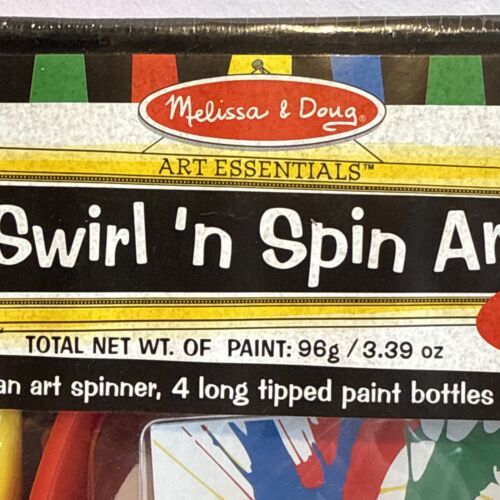 Melissa & Doug®
ART ESSENTIALS™
Swirl 'n Spin Ar
TOTAL NET WT. OF PAINT: 96g / 3.39 oz
an art spinner, 4 long tipped paint bottles